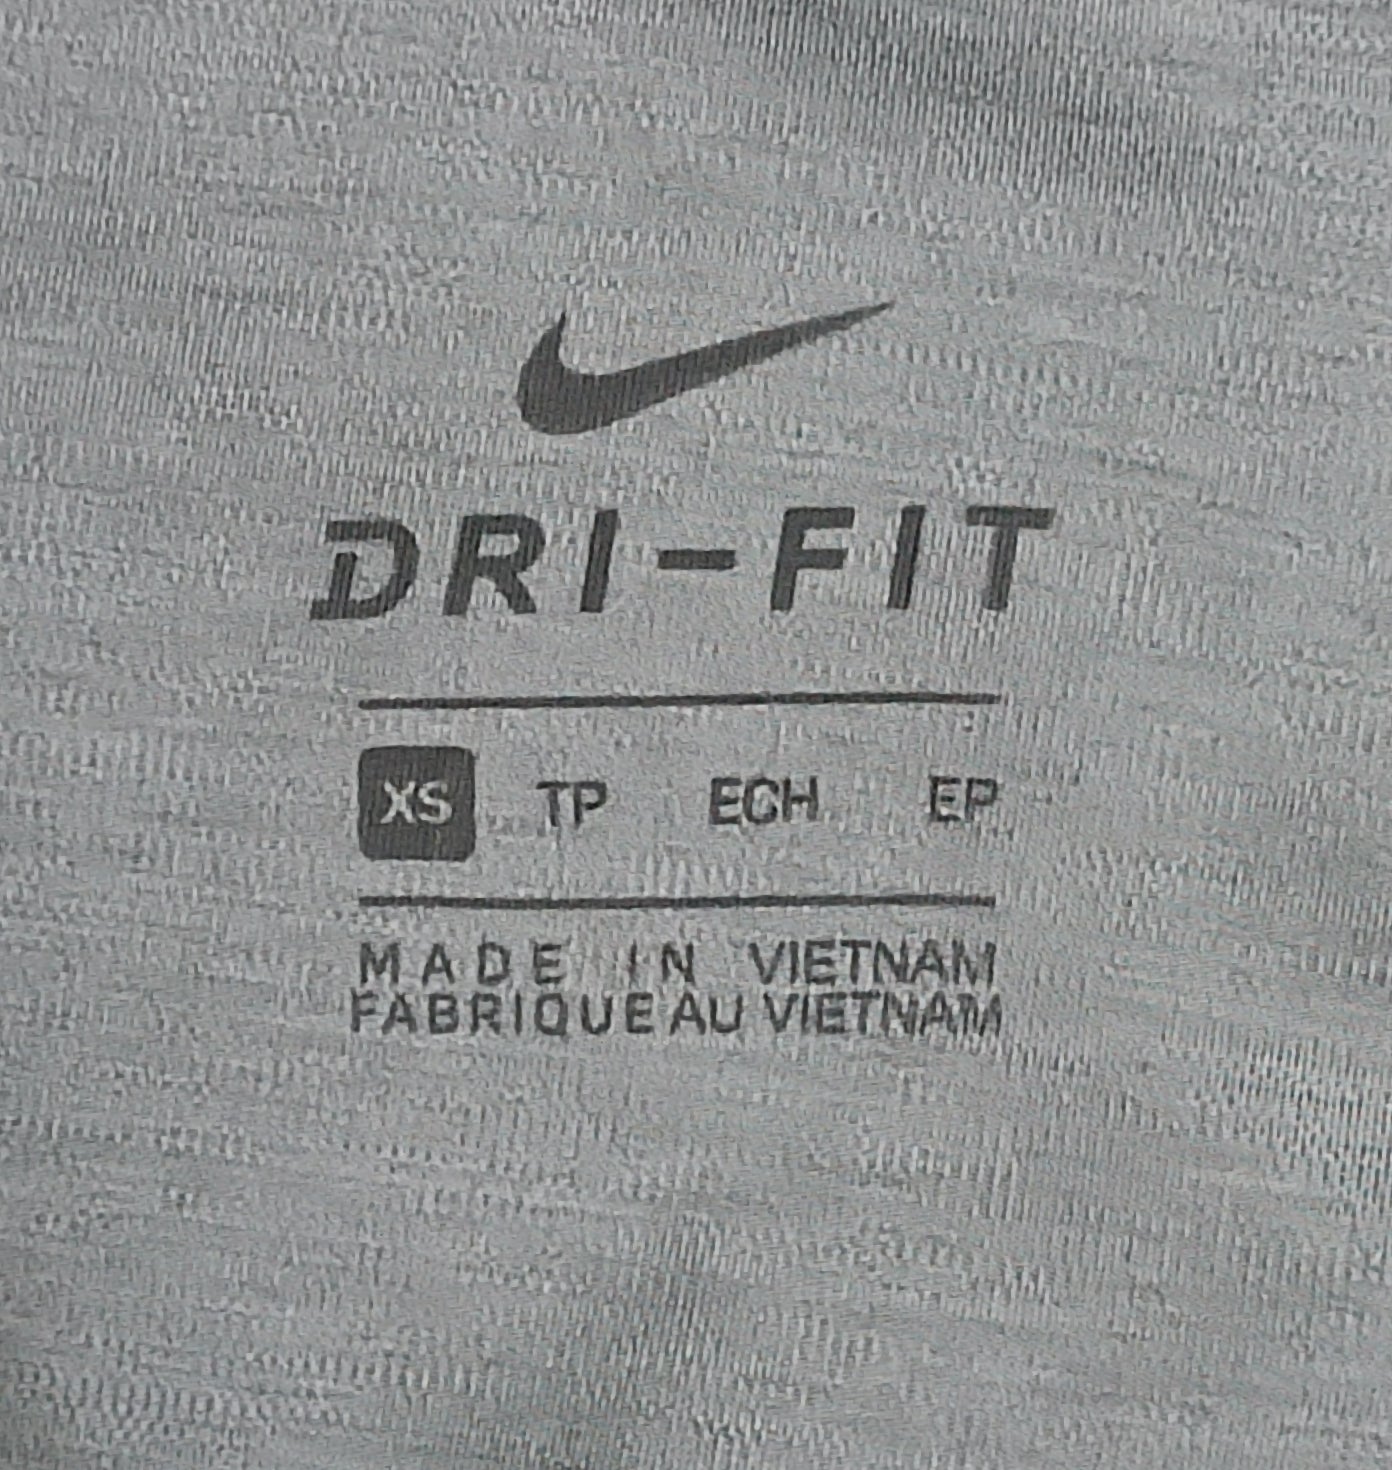 DRI-FIT
XS TP ECH EP
MADE IN VIETNAM
FABRIQUE AU VIETNAM